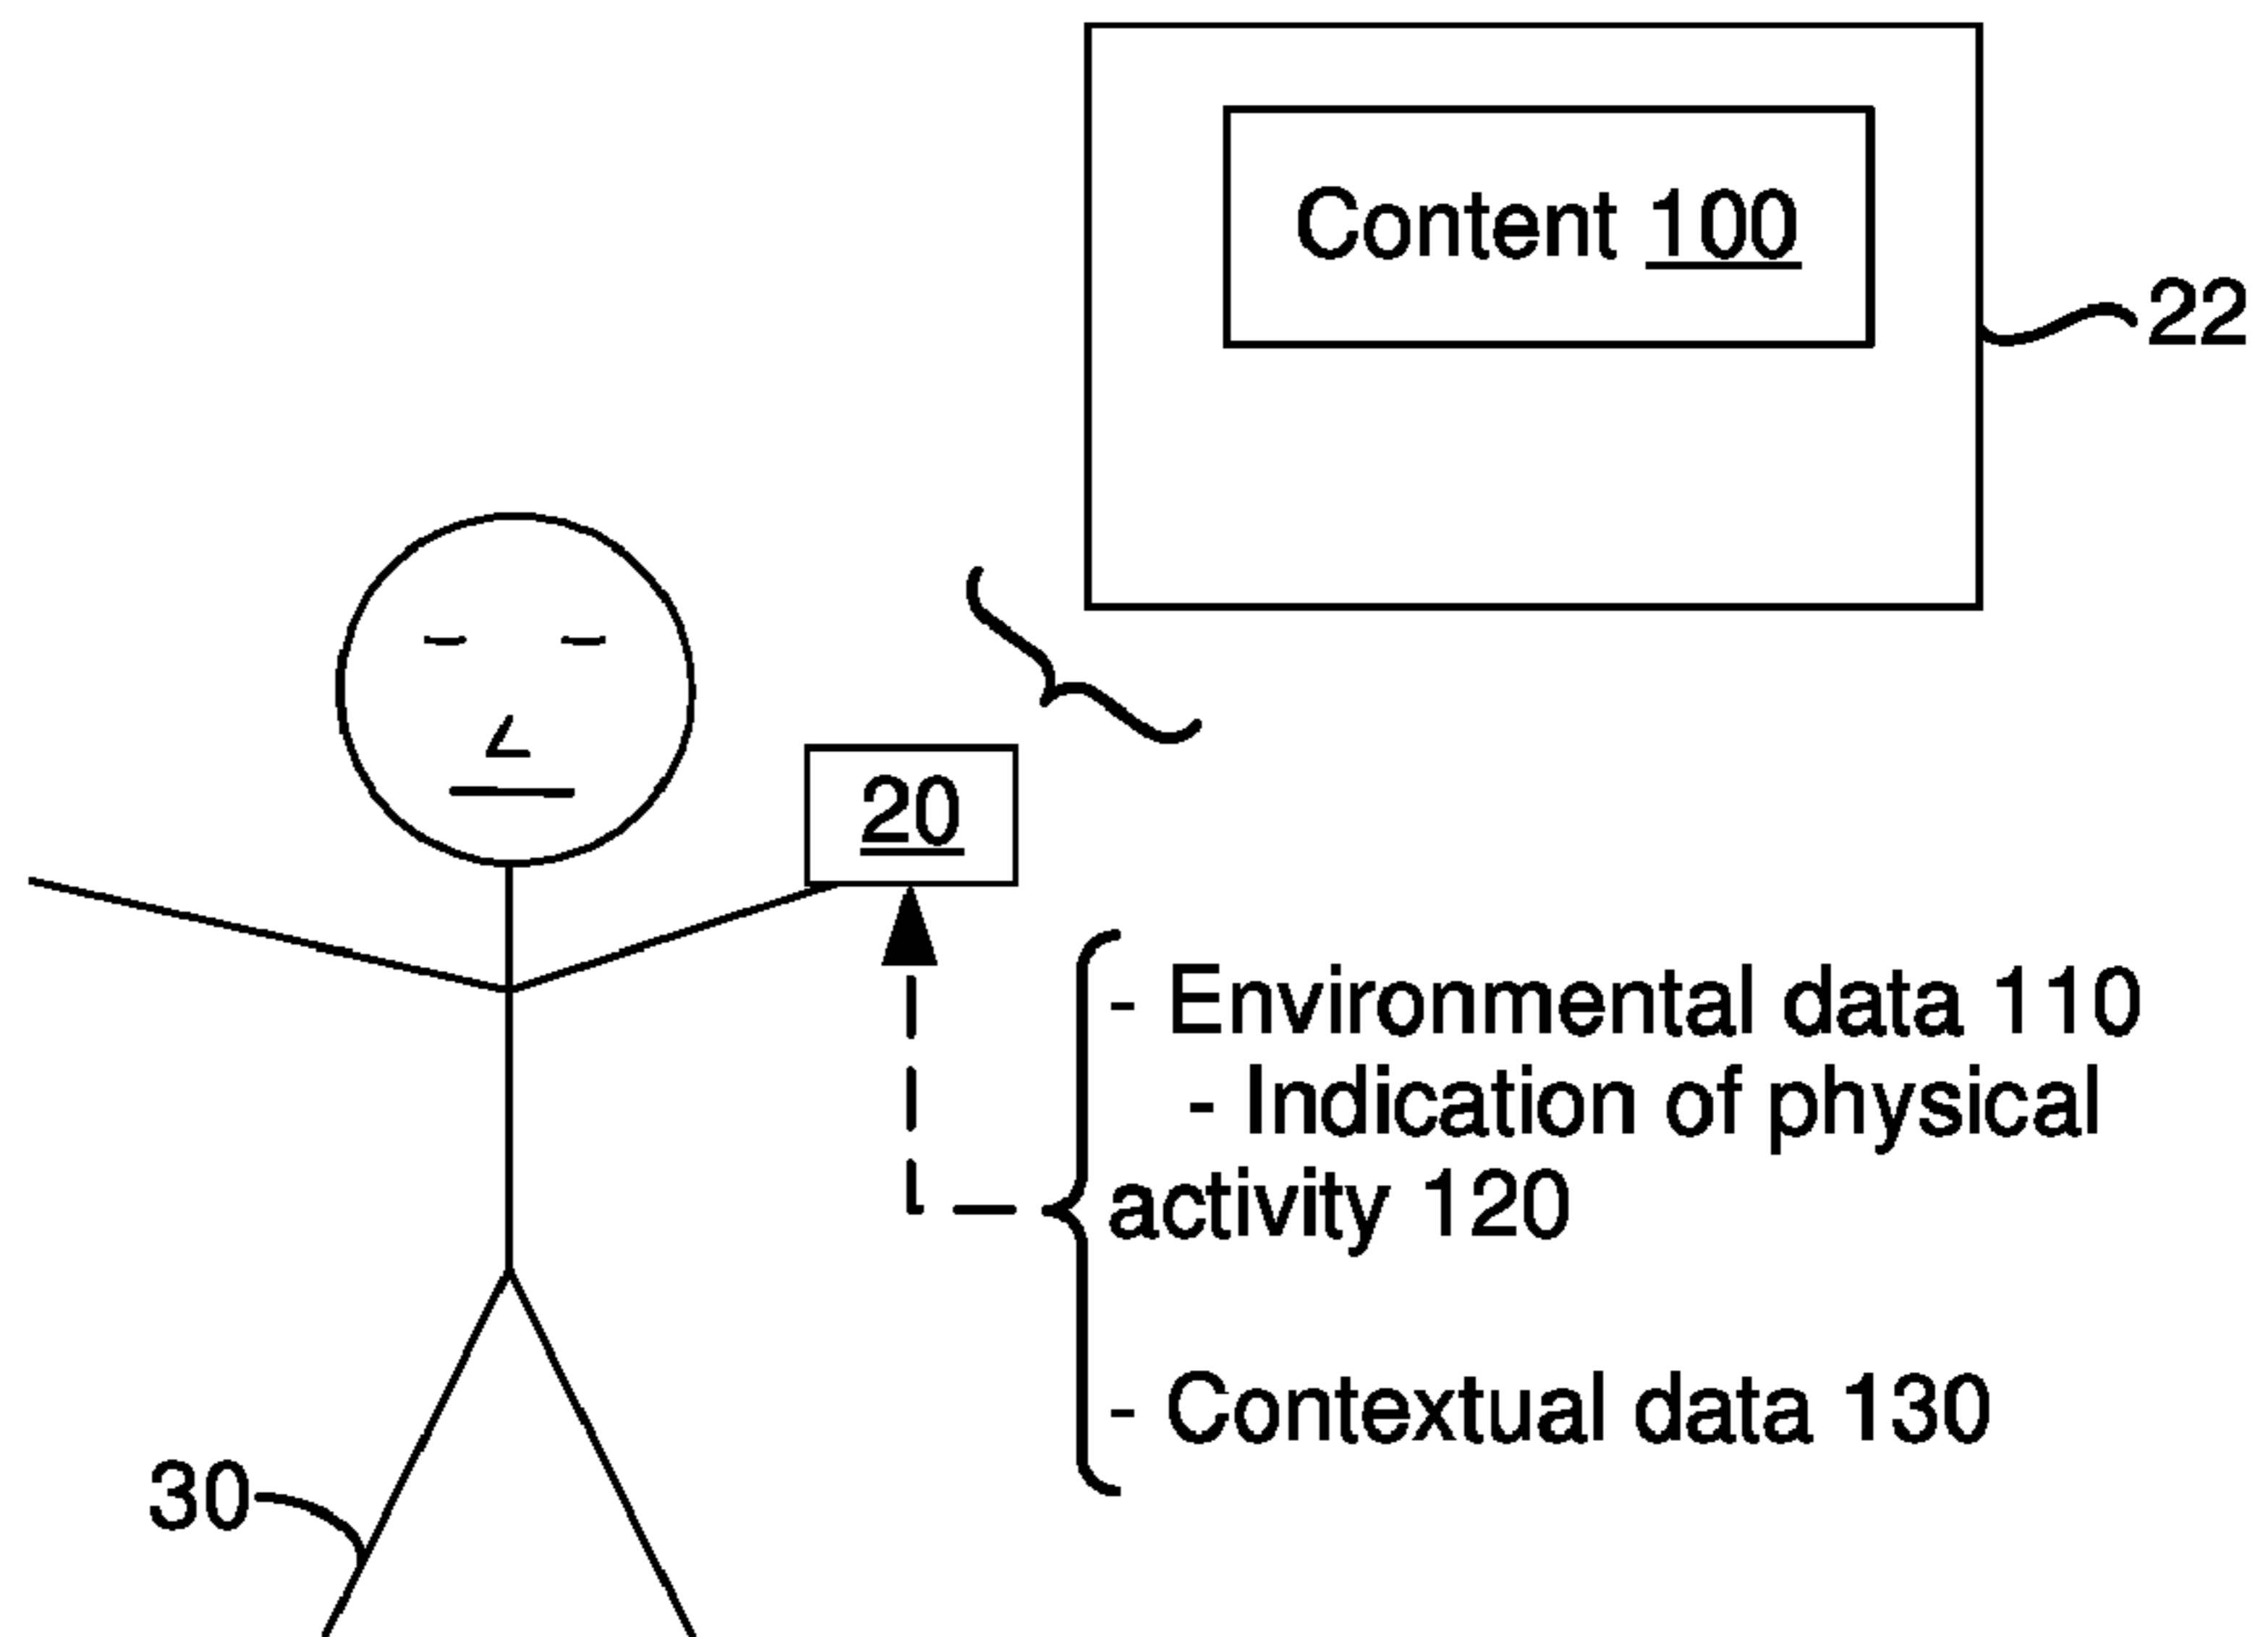 Content 100
22
20
- Environmental data 110
- Indication of physical
activity 120
- Contextual data 130
30